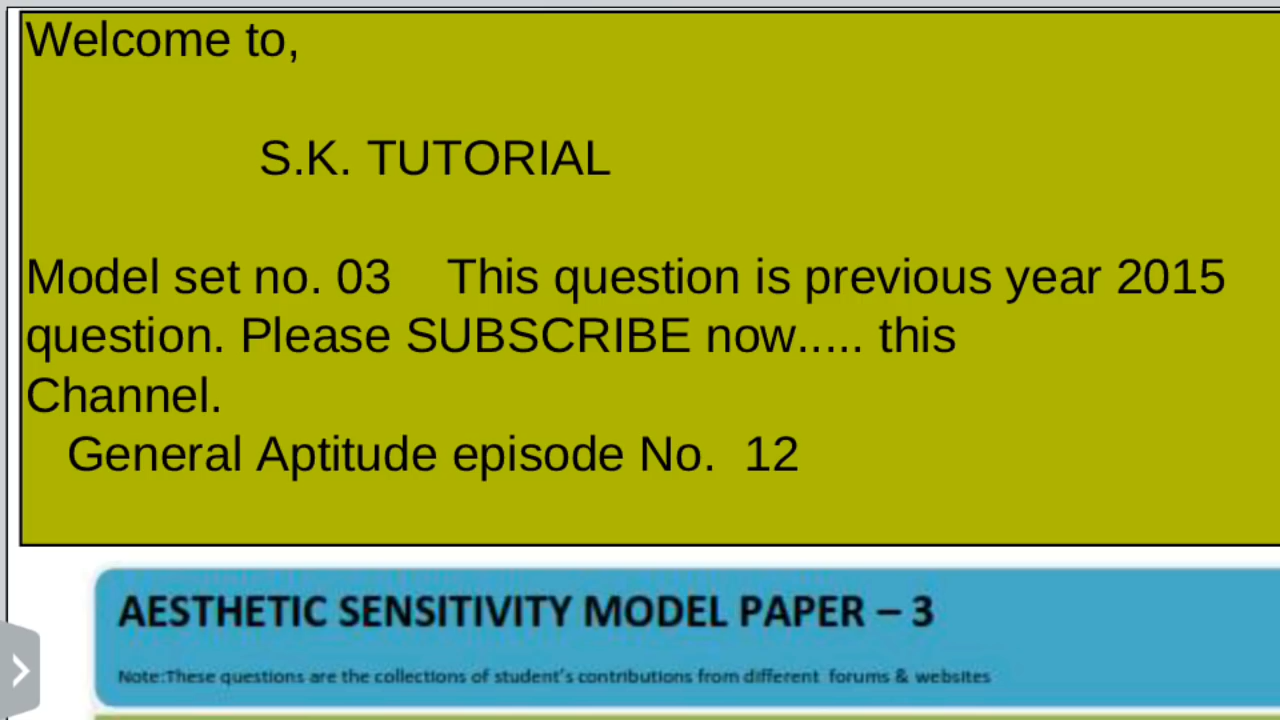 Welcome to,
S.K. TUTORIAL
Model set no. 03 This question is previous year 2015
question. Please SUBSCRIBE now..... this
Channel.
General Aptitude episode No. 12
AESTHETIC SENSITIVITY MODEL PAPER – 3
Note:These questions are the collections of student's contributions from different forums & websites